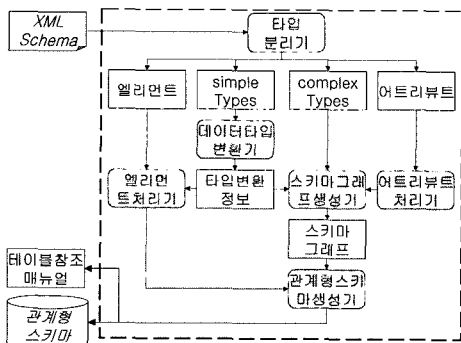 XML
Schema
타입
분리기
엘리먼트
simple
Types
complex
Types
어트리뷰트
데이터타입
변환기
엘리먼
트처리기
타입변환
정보
스키마그래
프생성기
어트리뷰트
처리기
스키마
그래프
테이블참조
매뉴얼
관계형스키
마생성기
관계형
스키마